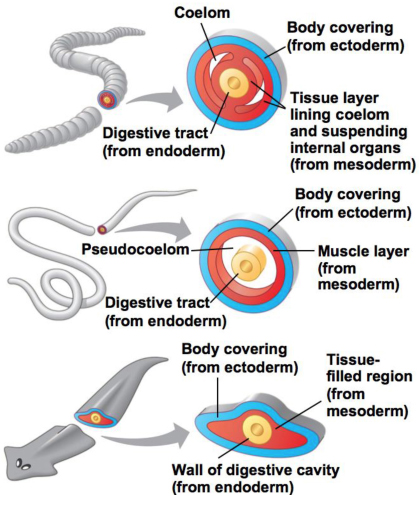 Coelom
Body covering
(from ectoderm)
Digestive tract
(from endoderm)
Tissue layer
lining coelom
and suspending
internal organs
(from mesoderm)
Body covering
(from ectoderm)
Pseudocoelom
Muscle layer
(from
mesoderm)
Digestive tract
(from endoderm)
Body covering
(from ectoderm)
Tissue-
filled region
(from
mesoderm)
Wall of digestive cavity
(from endoderm)